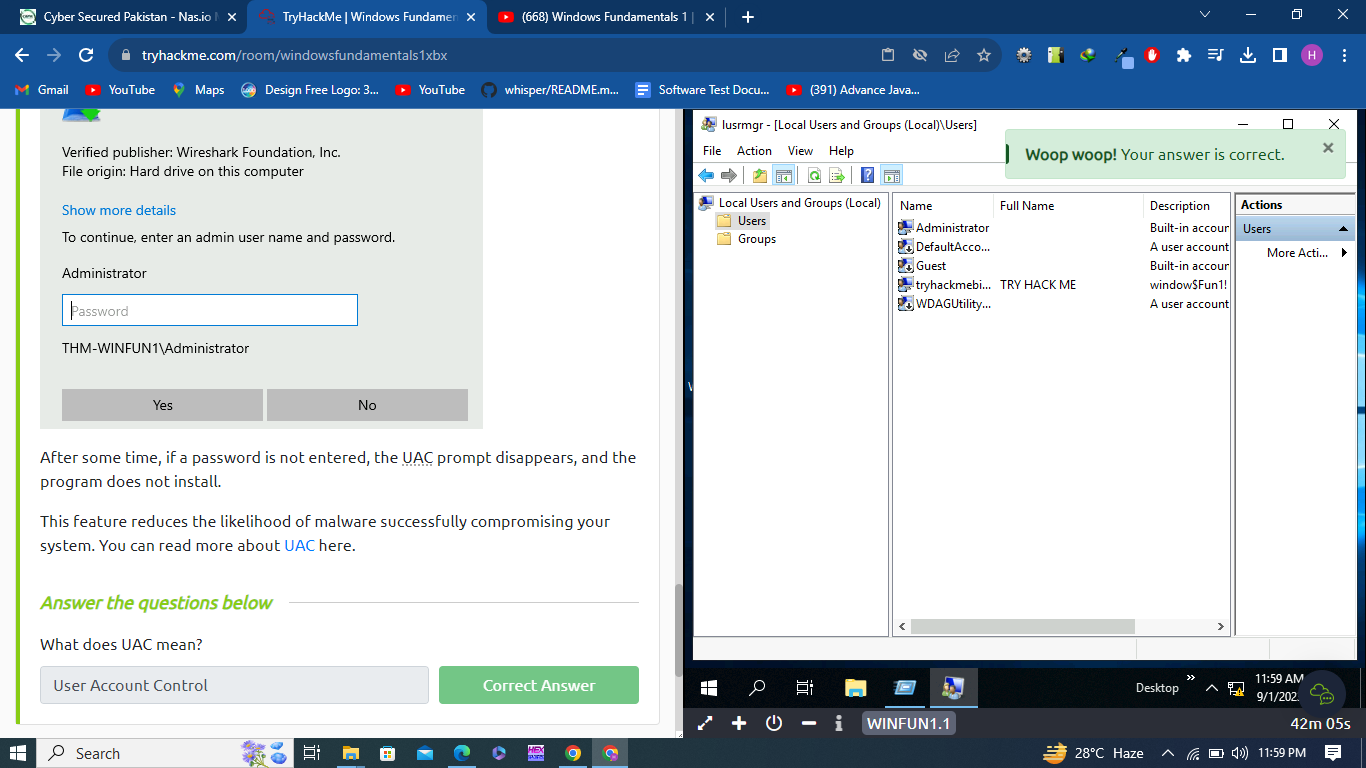 Cyber Secured Pakistan - Nas.io
TryHackMe | Windows Fundamen
(668) Windows Fundamentals 1 |
tryhackme.com/room/windowsfundamentals1xbx
H
Gmail
YouTube
Maps
Design Free Logo: 3...
YouTube
whisper/README.m...
Software Test Docu...
(391) Advance Java...
Verified publisher: Wireshark Foundation, Inc.
File origin: Hard drive on this computer
Show more details
To continue, enter an admin user name and password.
Administrator
Password
THM-WINFUN1\Administrator
Yes
No
After some time, if a password is not entered, the UAC prompt disappears, and the
program does not install.
This feature reduces the likelihood of malware successfully compromising your
system. You can read more about UAC here.
Answer the questions below
What does UAC mean?
User Account Control
Correct Answer
lusrmgr - [Local Users and Groups (Local)\Users]
File Action View Help
Woop woop! Your answer is correct.
Local Users and Groups (Local)
Users
Groups
Name Full Name Description
Administrator Built-in accour
DefaultAcco... A user account
Guest Built-in accour
tryhackmebi... TRY HACK ME window$Fun1!
WDAGUtility... A user account
Actions
Users
More Acti...
Desktop
11:59 AM
9/1/202
WINFUN1.1
42m 05s
Search
HEX
28°C Haze
11:59 PM